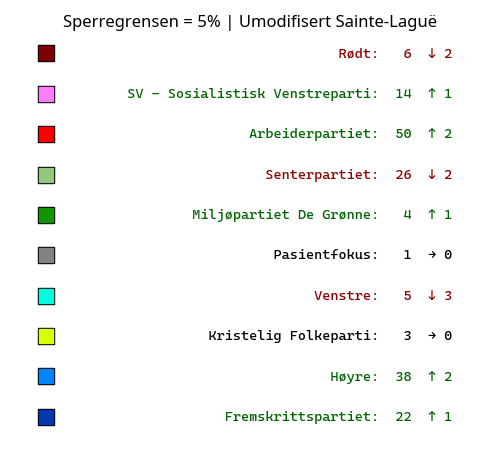 Sperregrensen = 5% | Umodifisert Sainte-Laguë
Rødt: 6 ↓ 2
SV – Sosialistisk Venstreparti: 14 ↑ 1
Arbeiderpartiet: 50 ↑ 2
Senterpartiet: 26 ↓ 2
Miljøpartiet De Grønne: 4 ↑ 1
Pasientfokus: 1 → 0
Venstre: 5 ↓ 3
Kristelig Folkeparti: 3 → 0
Høyre: 38 ↑ 2
Fremskrittspartiet: 22 ↑ 1